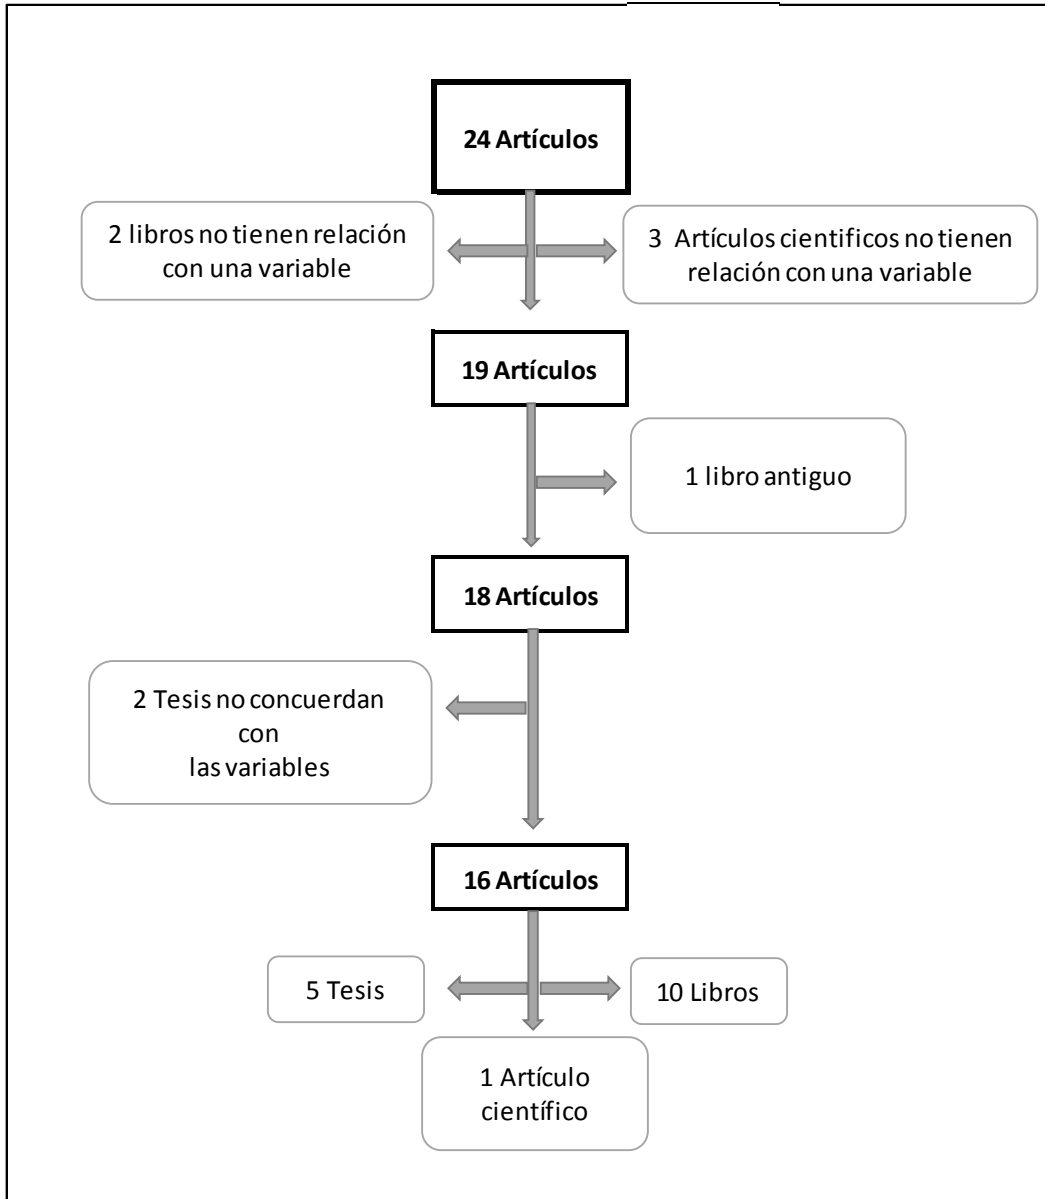 24 Artículos
2 libros no tienen relación
con una variable
3 Artículos cientificos no tienen
relación con una variable
19 Artículos
1 libro antiguo
18 Artículos
2 Tesis no concuerdan
con
las variables
16 Artículos
5 Tesis
10 Libros
1 Artículo
científico